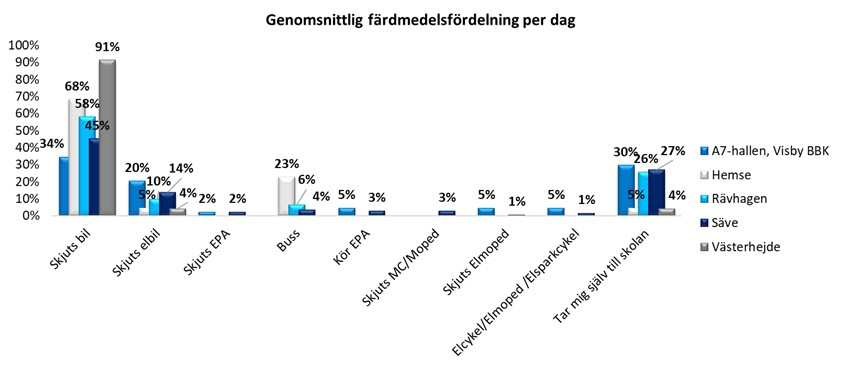 Genomsnittlig färdmedelsfördelning per dag
100%
90%
80%
70%
60%
50%
40%
30%
20%
10%
0%
34%
68%
58%
45%
91%
20%
5%
10%
14%
4%
2%
2%
23%
6%
4%
5%
3%
3%
5%
1%
5%
1%
30%
5%
26%
27%
4%
Skjuts bil
Skjuts elbil
Skjuts EPA
Buss
Kör EPA
Skjuts MC/Moped
Skjuts Elmoped
Elcykel/Elmoped /Elsparkcykel
Tar mig själv till skolan
A7-hallen, Visby BBK
Hemse
Rävhagen
Säve
Västerhejde